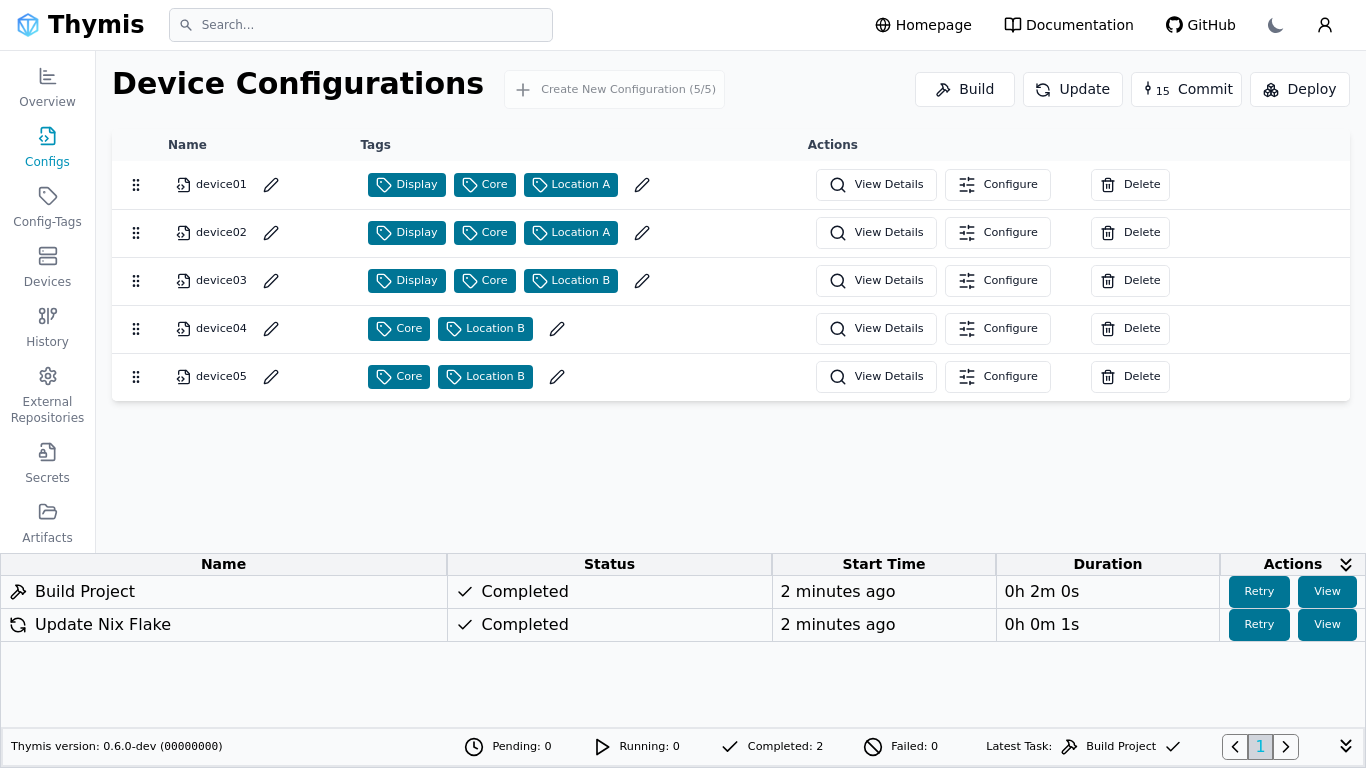 Thymis
Search...
Homepage
Documentation
GitHub
Overview
Configs
Config-Tags
Devices
History
External
Repositories
Secrets
Artifacts
Device Configurations
Create New Configuration (5/5)
Build
Update
15 Commit
Deploy
Name Tags Actions
device01 Display Core Location A View Details Configure Delete
device02 Display Core Location A View Details Configure Delete
device03 Display Core Location B View Details Configure Delete
device04 Core Location B View Details Configure Delete
device05 Core Location B View Details Configure Delete
Name Status Start Time Duration Actions
Build Project Completed 2 minutes ago 0h 2m 0s Retry View
Update Nix Flake Completed 2 minutes ago 0h 0m 1s Retry View
Thymis version: 0.6.0-dev (00000000) Pending: 0 Running: 0 Completed: 2 Failed: 0 Latest Task: Build Project 1